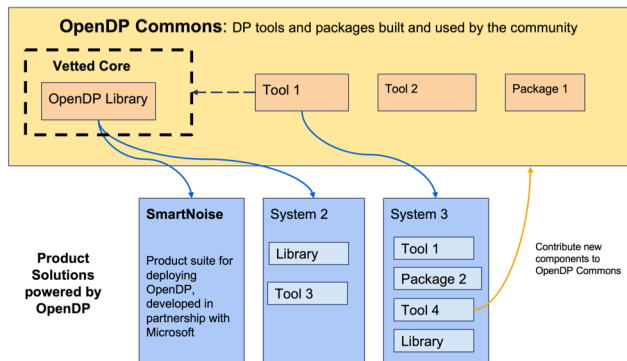 OpenDP Commons: DP tools and packages built and used by the community
Vetted Core
OpenDP Library
Tool 1
Tool 2
Package 1
SmartNoise
Product suite for
deploying
OpenDP,
developed in
partnership with
Microsoft
System 2
Library
Tool 3
System 3
Tool 1
Package 2
Tool 4
Library
Contribute new
components to
OpenDP Commons
Product
Solutions
powered by
OpenDP